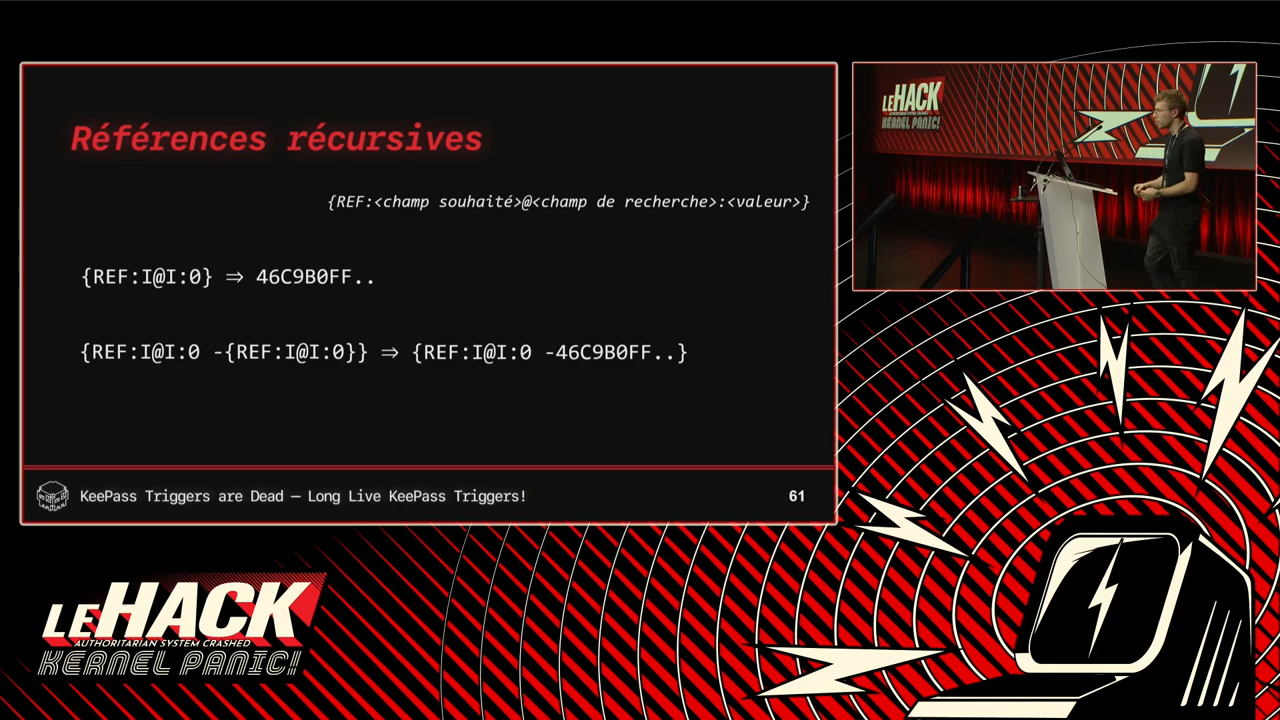 Références récursives
{REF:<champ souhaité>@<champ de recherche>:<valeur>}
{REF:I@I:0} ⇒ 46C9B0FF..
{REF:I@I:0 -{REF:I@I:0}} ⇒ {REF:I@I:0 -46C9B0FF..}
KeePass Triggers are Dead — Long Live KeePass Triggers!
61
LEHACK
KERNEL PANIC!
LEHACK
AUTHORITARIAN SYSTEM CRASHED
KERNEL PANIC!